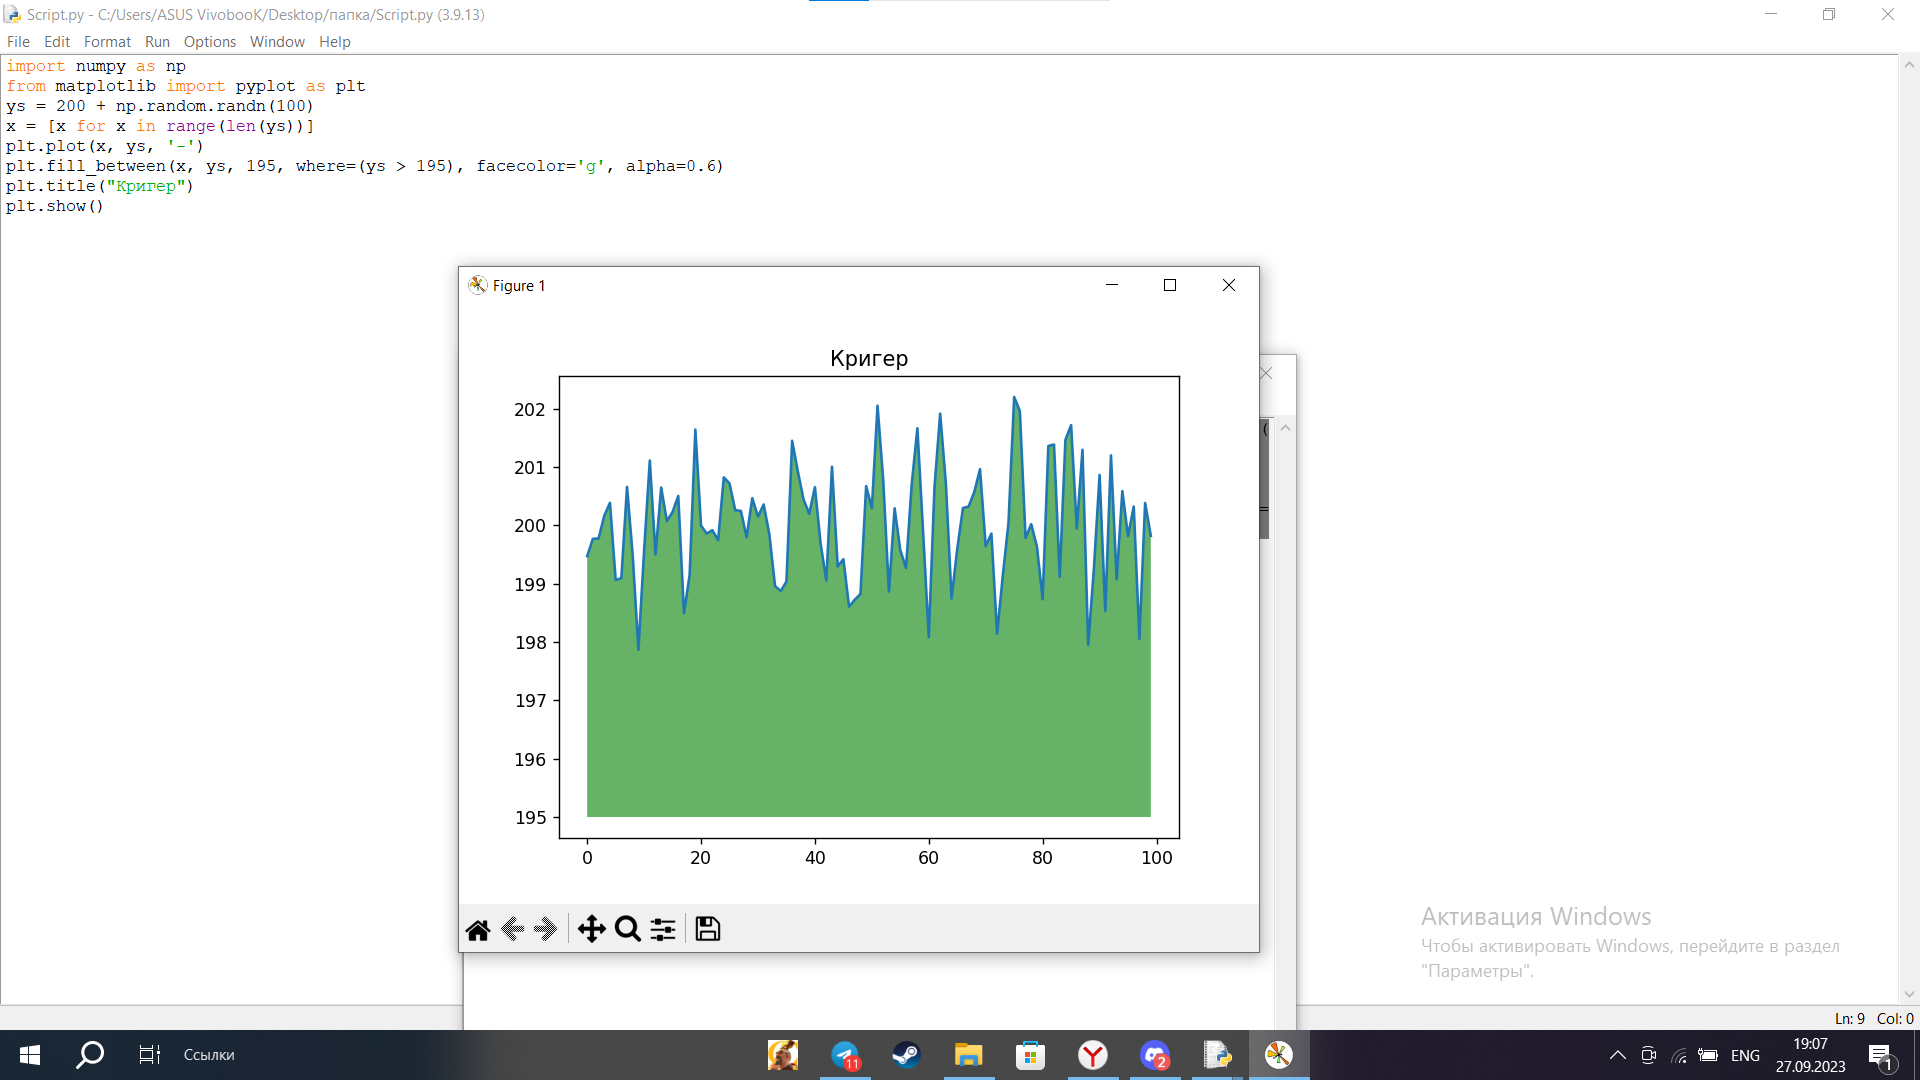 Script.py - C:/Users/ASUS VivobooK/Desktop/папка/Script.py (3.9.13)
File Edit Format Run Options Window Help
import numpy as np
from matplotlib import pyplot as plt
ys = 200 + np.random.randn(100)
x = [x for x in range(len(ys))]
plt.plot(x, ys, '-')
plt.fill_between(x, ys, 195, where=(ys > 195), facecolor='g', alpha=0.6)
plt.title("Кригер")
plt.show()
Figure 1
Кригер
202
201
200
199
198
197
196
195
0 20 40 60 80 100
(
=
Активация Windows
Чтобы активировать Windows, перейдите в раздел
"Параметры".
Ln: 9 Col: 0
Ссылки
11
2
ENG
19:07
27.09.2023
1